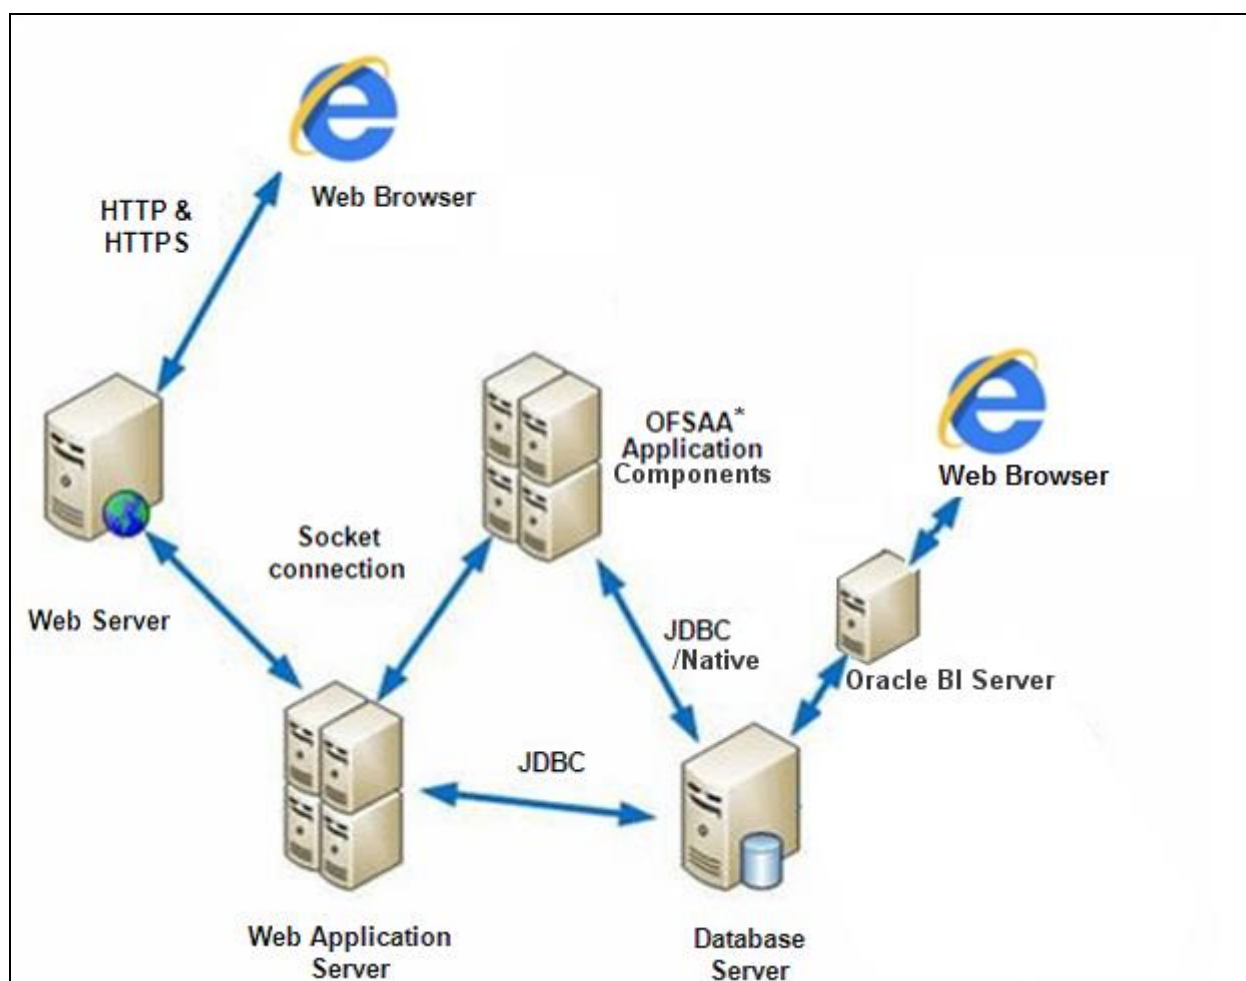 Web Browser
HTTP &
HTTPS
OFSAA*
Application
Components
Web Browser
Socket
connection
Web Server
JDBC
/Native
Oracle BI Server
JDBC
Web Application
Server
Database
Server